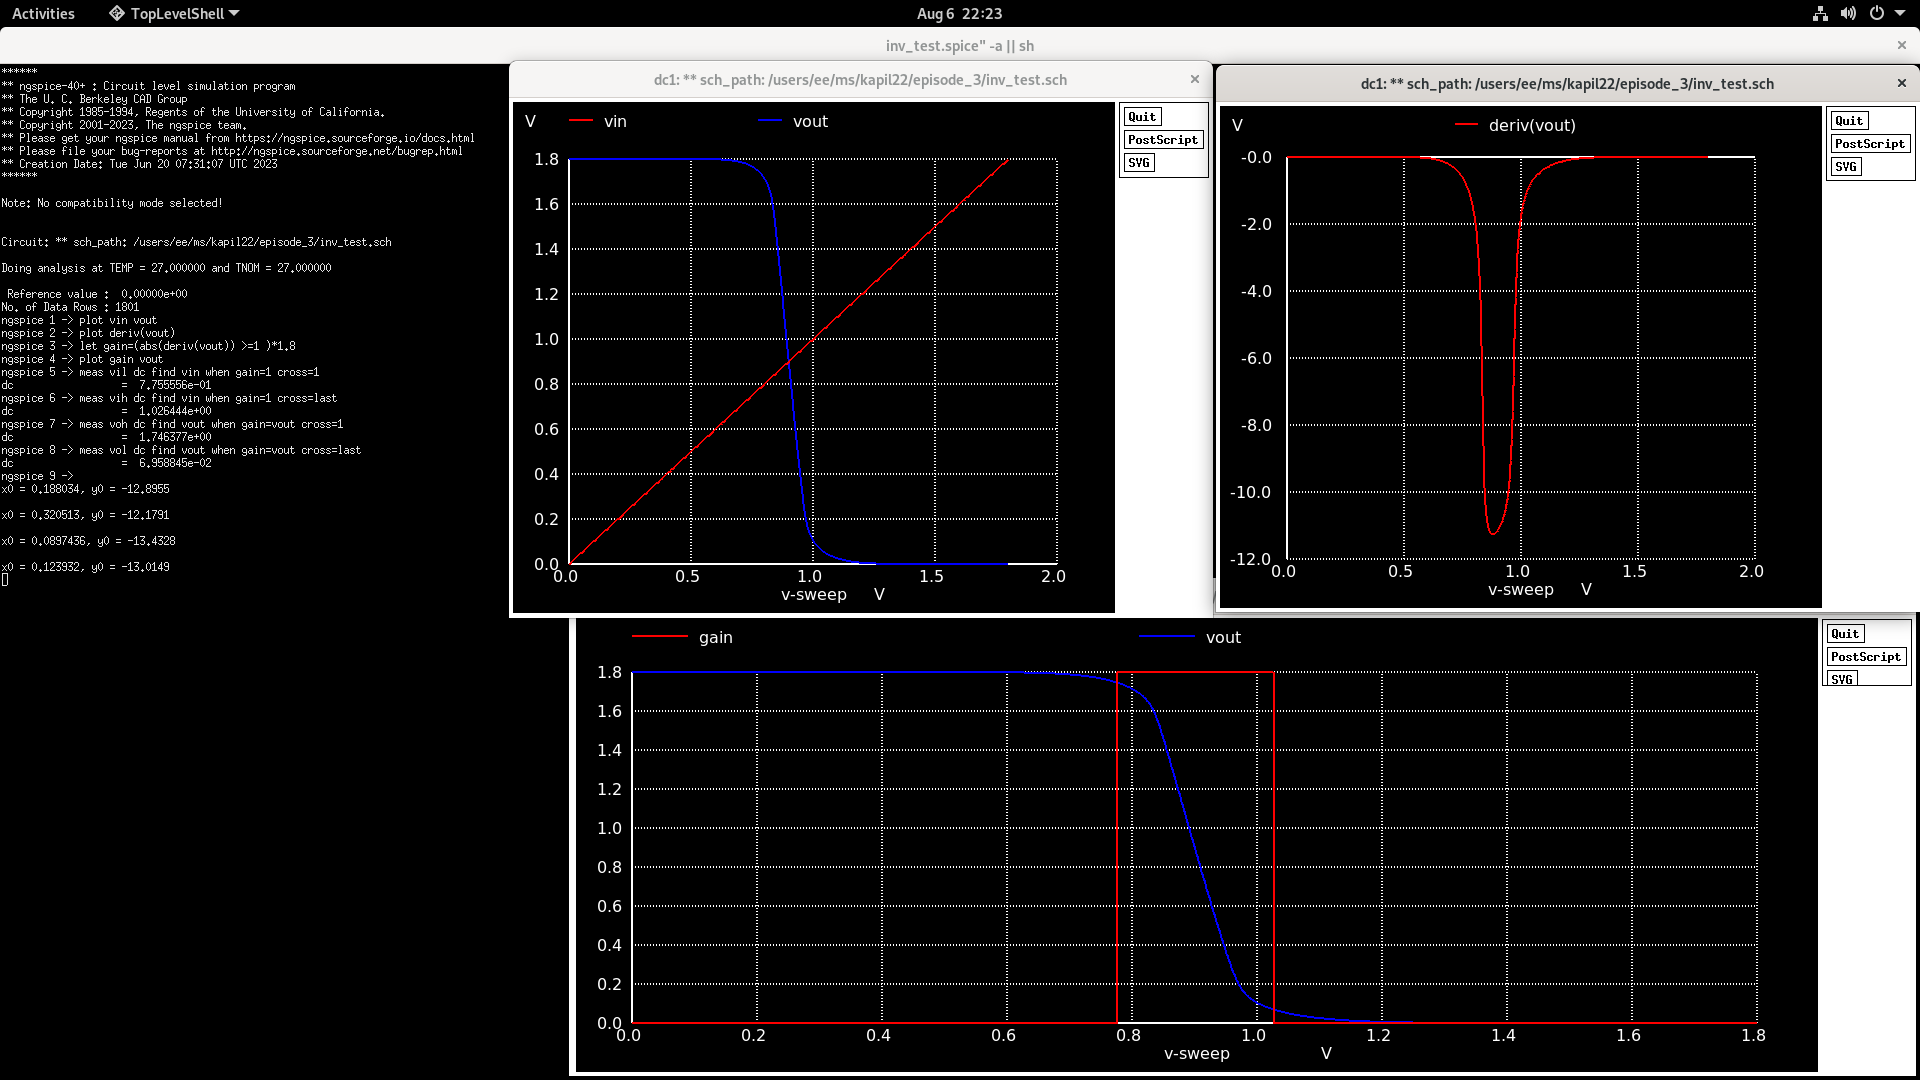 Activities
TopLevelShell
Aug 6 22:23
inv_test.spice" -a || sh
******
** ngspice-40+ : Circuit level simulation program
** The U. C. Berkeley CAD Group
** Copyright 1985-1994, Regents of the University of California.
** Copyright 2001-2023, The ngspice team.
** Please get your ngspice manual from https://ngspice.sourceforge.io/docs.html
** Please file your bug-reports at http://ngspice.sourceforge.net/bugrep.html
** Creation Date: Tue Jun 20 07:31:07 UTC 2023
******
Note: No compatibility mode selected!
Circuit: ** sch_path: /users/ee/ms/kapil22/episode_3/inv_test.sch
Doing analysis at TEMP = 27.000000 and TNOM = 27.000000
Reference value :  0.00000e+00
No. of Data Rows : 1801
ngspice 1 -> plot vin vout
ngspice 2 -> plot deriv(vout)
ngspice 3 -> let gain=(abs(deriv(vout)) >=1 )*1.8
ngspice 4 -> plot gain vout
ngspice 5 -> meas vil dc find vin when gain=1 cross=1
dc                  =  7.755556e-01
ngspice 6 -> meas vih dc find vin when gain=1 cross=last
dc                  =  1.026444e+00
ngspice 7 -> meas voh dc find vout when gain=vout cross=1
dc                  =  1.746377e+00
ngspice 8 -> meas vol dc find vout when gain=vout cross=last
dc                  =  6.958845e-02
ngspice 9 ->
x0 = 0.188034, y0 = -12.8955
x0 = 0.320513, y0 = -12.1791
x0 = 0.0897436, y0 = -13.4328
x0 = 0.123932, y0 = -13.0149
dc1: ** sch_path: /users/ee/ms/kapil22/episode_3/inv_test.sch
V vin vout
Quit
PostScript
SVG
1.8
1.6
1.4
1.2
1.0
0.8
0.6
0.4
0.2
0.0
0.0 0.5 1.0 1.5 2.0
v-sweep V
dc1: ** sch_path: /users/ee/ms/kapil22/episode_3/inv_test.sch
V deriv(vout)
Quit
PostScript
SVG
-0.0
-2.0
-4.0
-6.0
-8.0
-10.0
-12.0
0.0 0.5 1.0 1.5 2.0
v-sweep V
gain vout
Quit
PostScript
SVG
1.8
1.6
1.4
1.2
1.0
0.8
0.6
0.4
0.2
0.0
0.0 0.2 0.4 0.6 0.8 1.0 1.2 1.4 1.6 1.8
v-sweep V